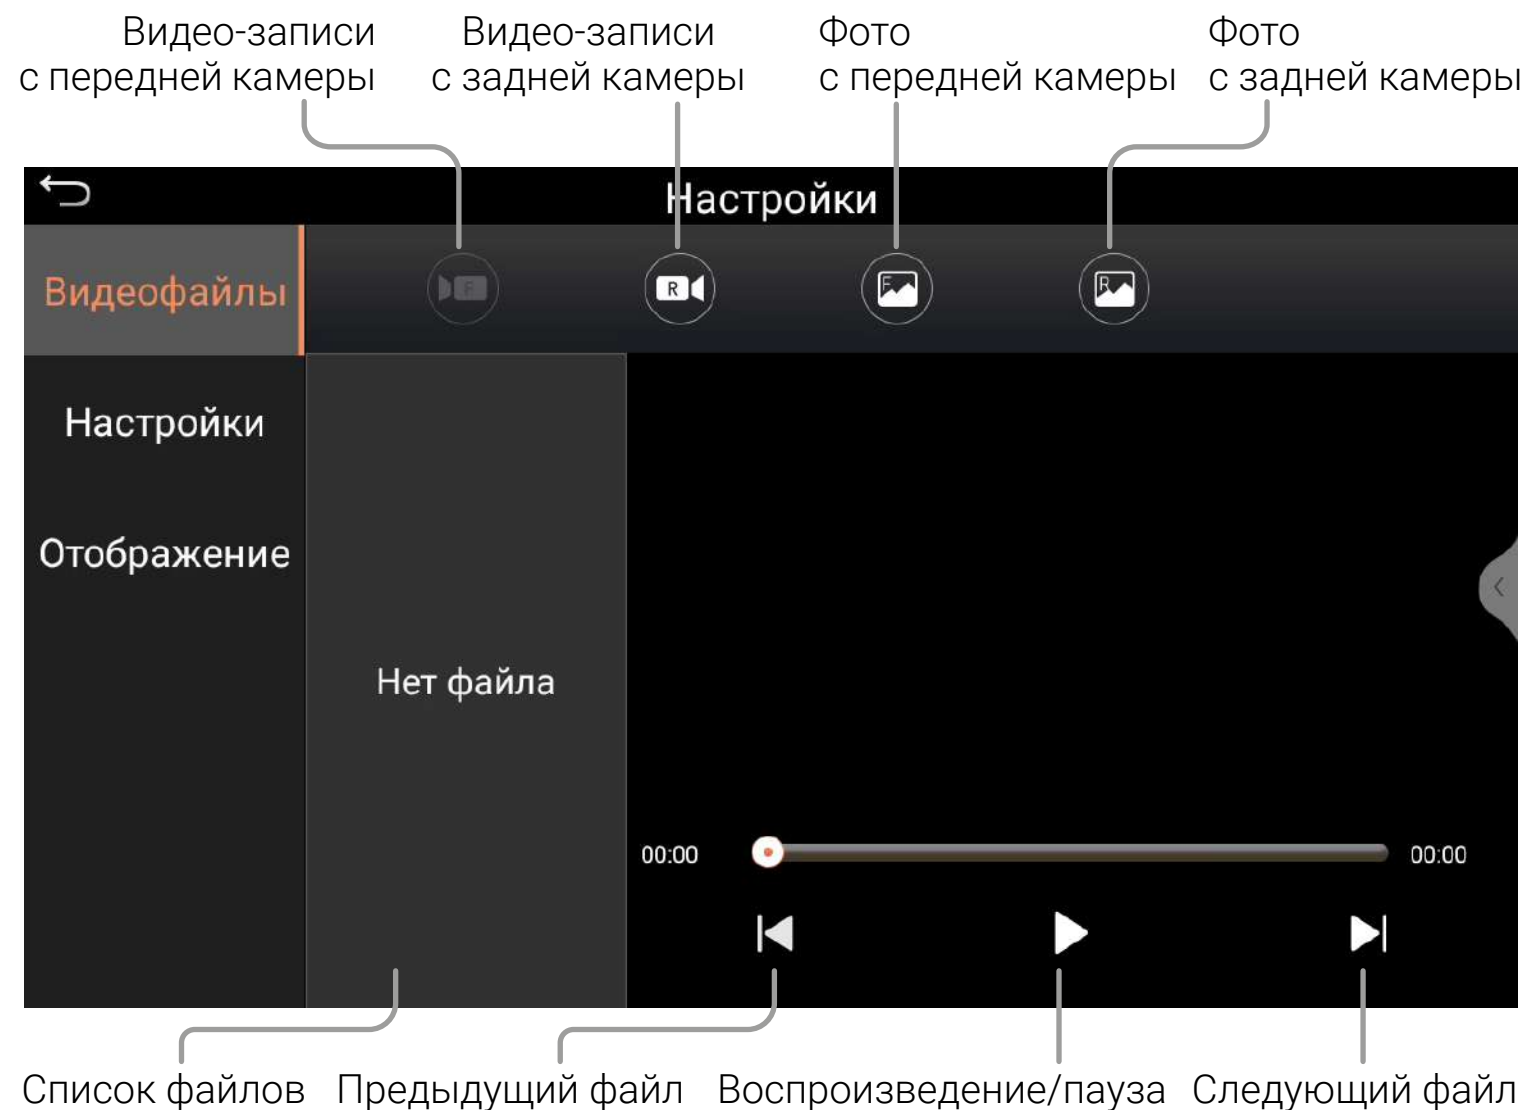 Видео-записи
с передней камеры
Видео-записи
с задней камеры
Фото
с передней камеры
Фото
с задней камеры
Настройки
Видеофайлы
F
R
F
R
Настройки
Отображение
Нет файла
00:00
00:00
Список файлов
Предыдущий файл
Воспроизведение/пауза
Следующий файл